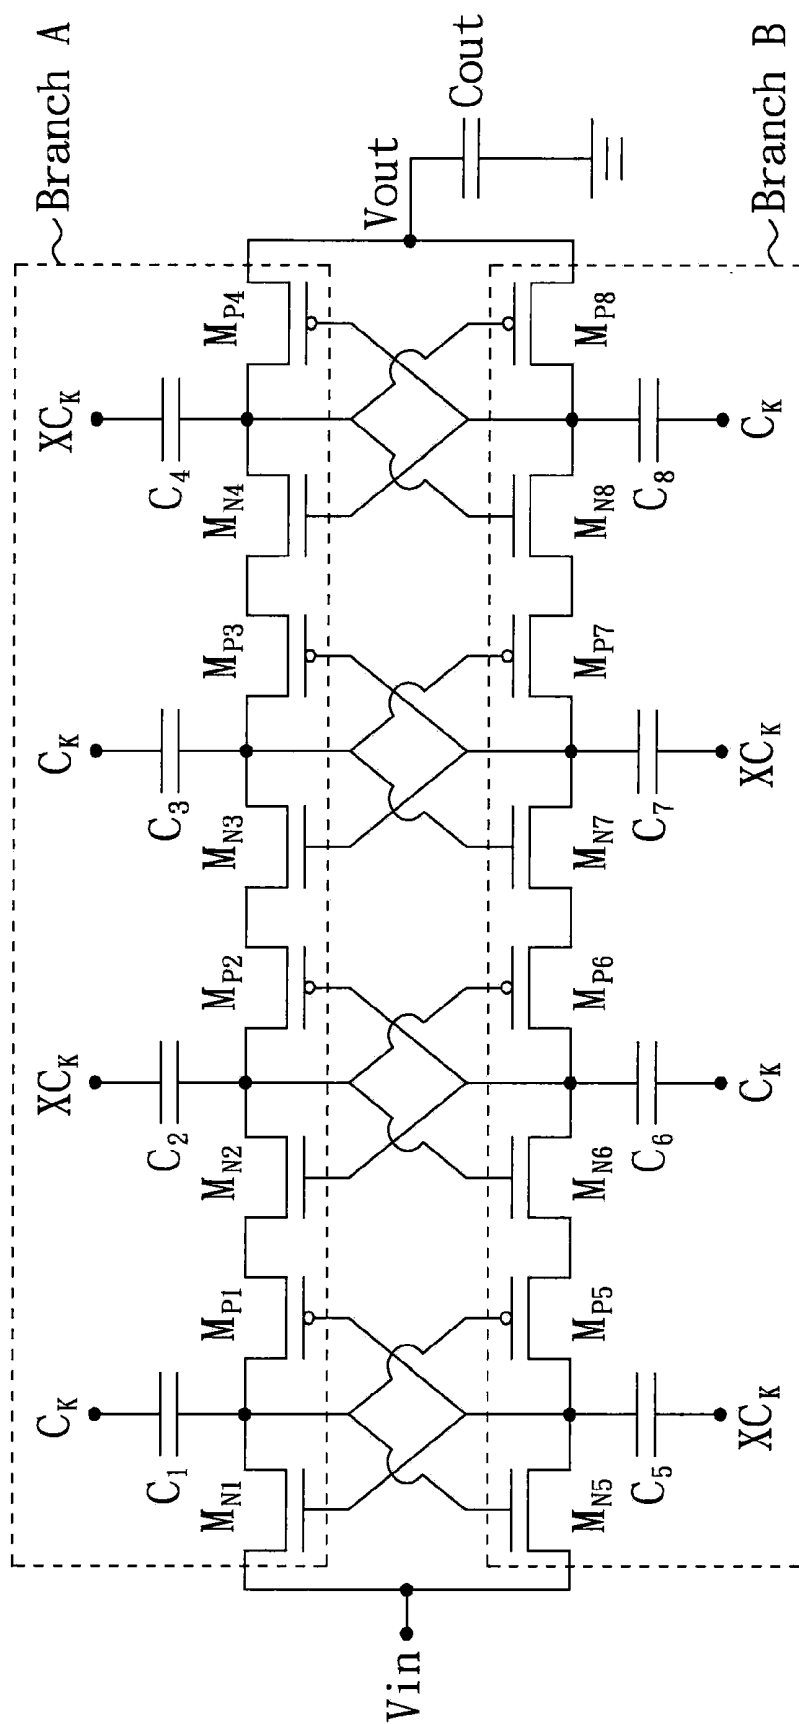 Branch A
C_K
XC_K
C_K
XC_K
C_1
C_2
C_3
C_4
M_N1
M_P1
M_N2
M_P2
M_N3
M_P3
M_N4
M_P4
Vin
Vout
Cout
M_N5
M_P5
M_N6
M_P6
M_N7
M_P7
M_N8
M_P8
C_5
C_6
C_7
C_8
XC_K
C_K
XC_K
C_K
Branch B